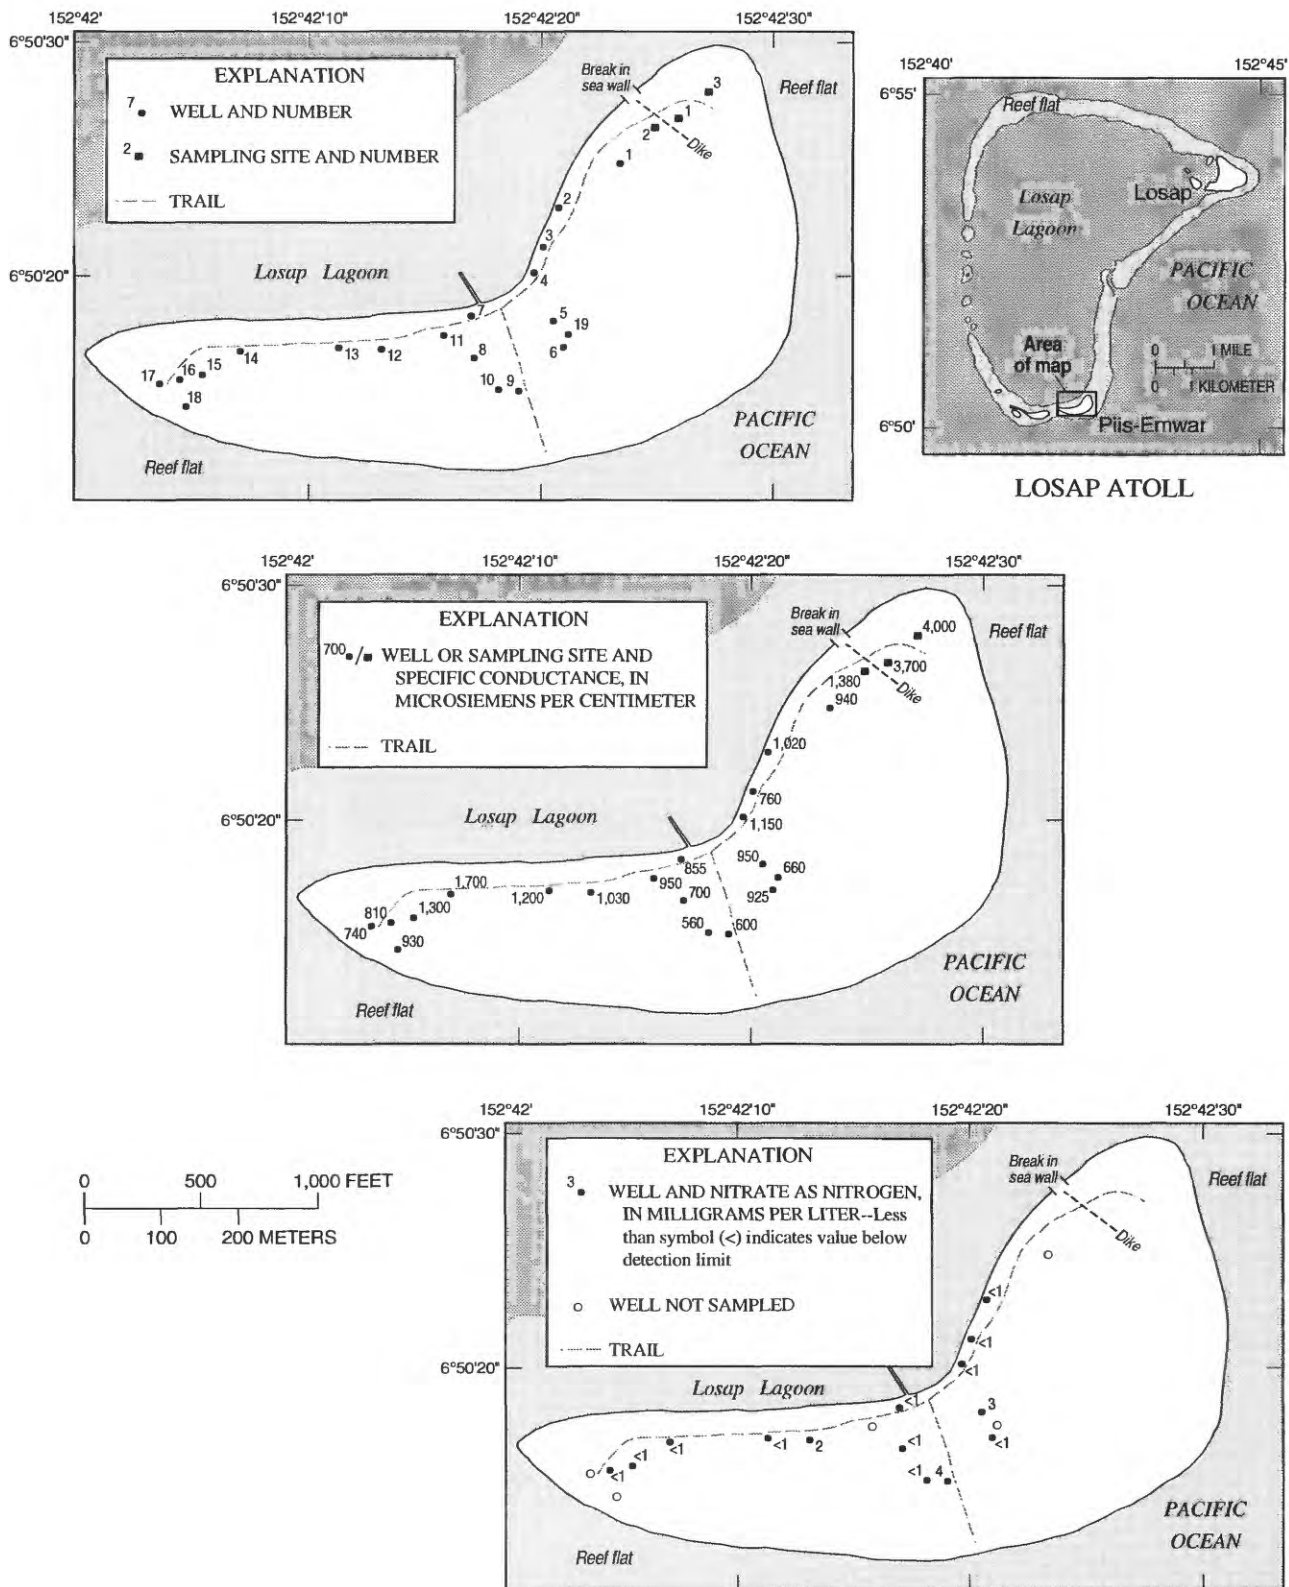 152°42'
152°42'10"
152°42'20"
152°42'30"
6°50'30"
6°50'20"
EXPLANATION
7
WELL AND NUMBER
2
SAMPLING SITE AND NUMBER
TRAIL
Break in
sea wall
Reef flat
3
1
2
Dike
1
2
3
4
Losap Lagoon
7
5
19
6
11
8
10
9
12
13
14
15
16
17
18
Reef flat
PACIFIC
OCEAN
152°40'
152°45'
6°55'
6°50'
Reef flat
Losap
Losap
Lagoon
PACIFIC
OCEAN
Area
of map
0 1 MILE
0 1 KILOMETER
Piis-Emwar
LOSAP ATOLL
152°42'
152°42'10"
152°42'20"
152°42'30"
6°50'30"
6°50'20"
EXPLANATION
700
/
WELL OR SAMPLING SITE AND
SPECIFIC CONDUCTANCE, IN
MICROSIEMENS PER CENTIMETER
TRAIL
Break in
sea wall
Reef flat
4,000
3,700
1,380
Dike
940
1,020
760
1,150
Losap Lagoon
855
950
660
925
950
700
560
600
1,030
1,200
1,700
1,300
810
740
930
Reef flat
PACIFIC
OCEAN
0 500 1,000 FEET
0 100 200 METERS
152°42'
152°42'10"
152°42'20"
152°42'30"
6°50'30"
6°50'20"
EXPLANATION
3
WELL AND NITRATE AS NITROGEN,
IN MILLIGRAMS PER LITER--Less
than symbol (<) indicates value below
detection limit
WELL NOT SAMPLED
TRAIL
Break in
sea wall
Reef flat
Dike
<1
<1
<1
Losap Lagoon
<1
3
<1
<1
<1
4
2
<1
<1
<1
<1
Reef flat
PACIFIC
OCEAN